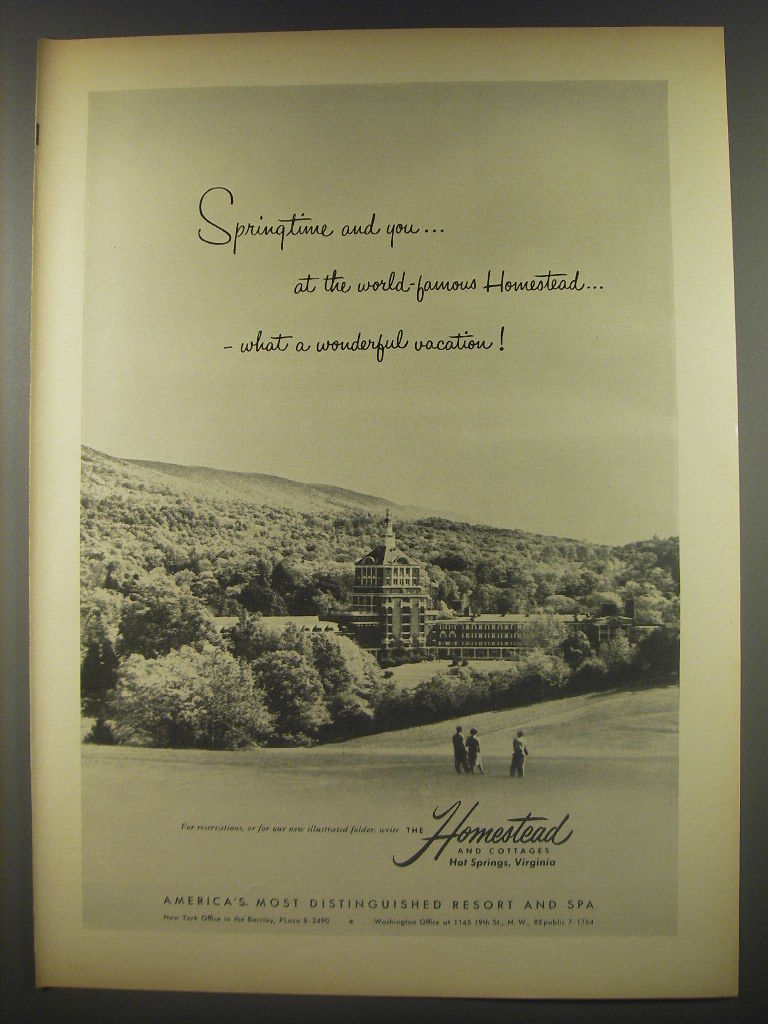 Springtime and you...
at the world-famous Homestead...
- what a wonderful vacation!
For reservations, or for our new illustrated folder, write THE Homestead
AND COTTAGES
Hot Springs, Virginia
AMERICA'S MOST DISTINGUISHED RESORT AND SPA
New York Office in the Barclay, PLaza 8-2490 * Washington Office at 1145 19th St., N. W., REpublic 7-1764